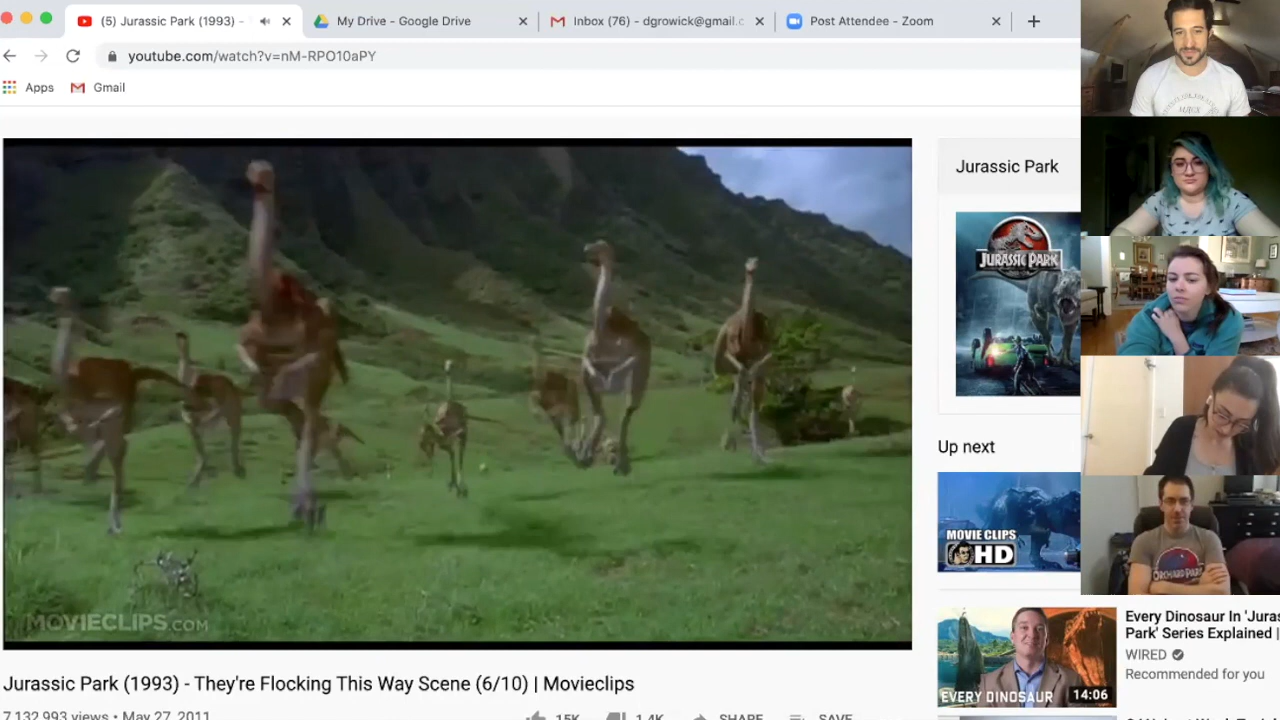 (5) Jurassic Park (1993) -
My Drive - Google Drive
Inbox (76) - dgrowick@gmail.c
Post Attendee - Zoom
youtube.com/watch?v=nM-RPO10aPY
Apps
Gmail
Jurassic Park
JURASSIC PARK
Up next
MOVIE CLIPS
HD
ORCHARD PARK
MOVIECLIPS.COM
Every Dinosaur In 'Juras
Park' Series Explained |
WIRED
Recommended for you
EVERY DINOSAUR
14:06
Jurassic Park (1993) - They're Flocking This Way Scene (6/10) | Movieclips
7,132,993 views • May 27, 2011
15K
1.4K
SHARE
SAVE